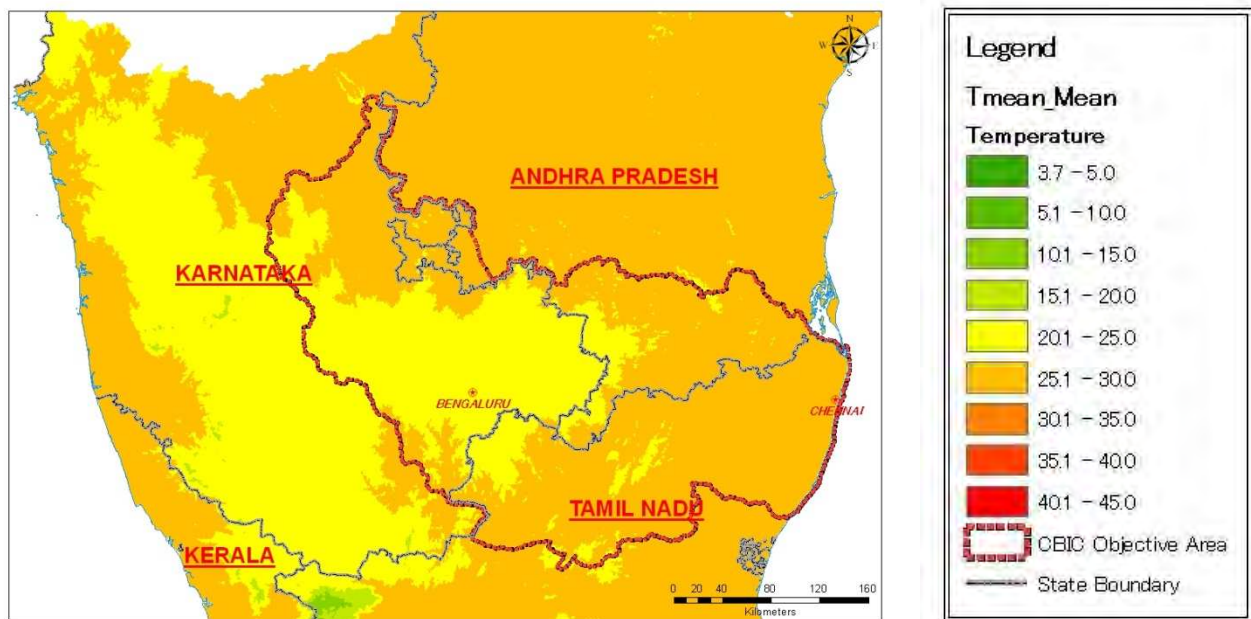 N
W E
S
ANDHRA PRADESH
KARNATAKA
BENGALURU
CHENNAI
TAMIL NADU
KERALA
0 20 40 80 120 160
Kilometers
Legend
Tmean_Mean
Temperature
3.7 - 5.0
5.1 - 10.0
10.1 - 15.0
15.1 - 20.0
20.1 - 25.0
25.1 - 30.0
30.1 - 35.0
35.1 - 40.0
40.1 - 45.0
CBIC Objective Area
State Boundary